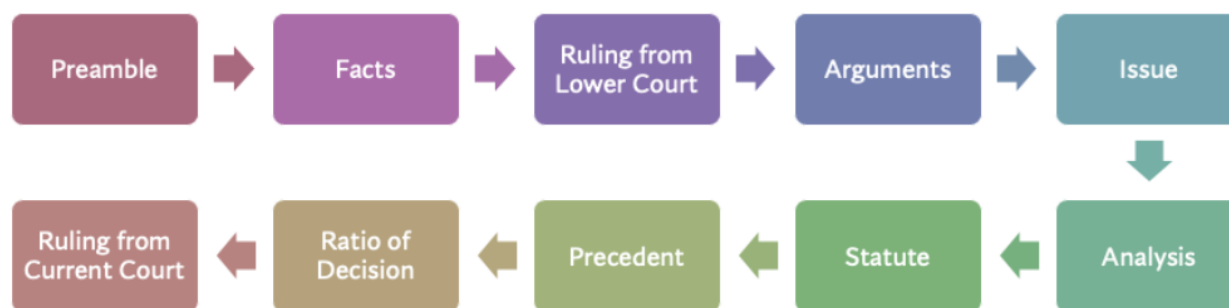 Preamble
Facts
Ruling from
Lower Court
Arguments
Issue
Analysis
Statute
Precedent
Ratio of
Decision
Ruling from
Current Court